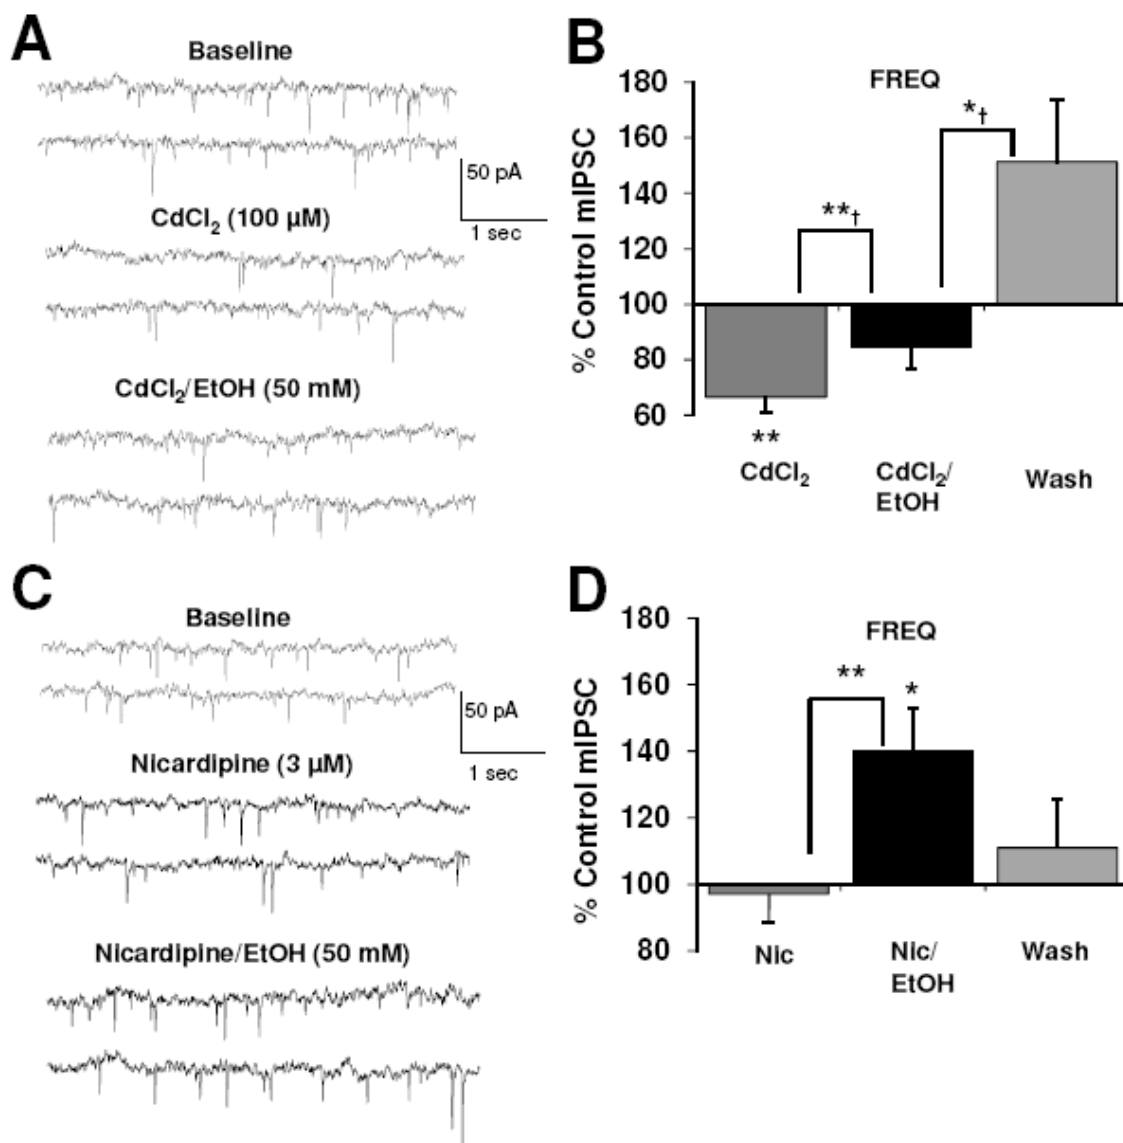 A
Baseline
50 pA
1 sec
CdCl₂ (100 µM)
CdCl₂/EtOH (50 mM)
B
FREQ
% Control mIPSC
180
160
140
120
100
80
60
*†
**†
**
CdCl₂
CdCl₂/
EtOH
Wash
C
Baseline
50 pA
1 sec
Nicardipine (3 µM)
Nicardipine/EtOH (50 mM)
D
FREQ
% Control mIPSC
180
160
140
120
100
80
**
*
Nic
Nic/
EtOH
Wash